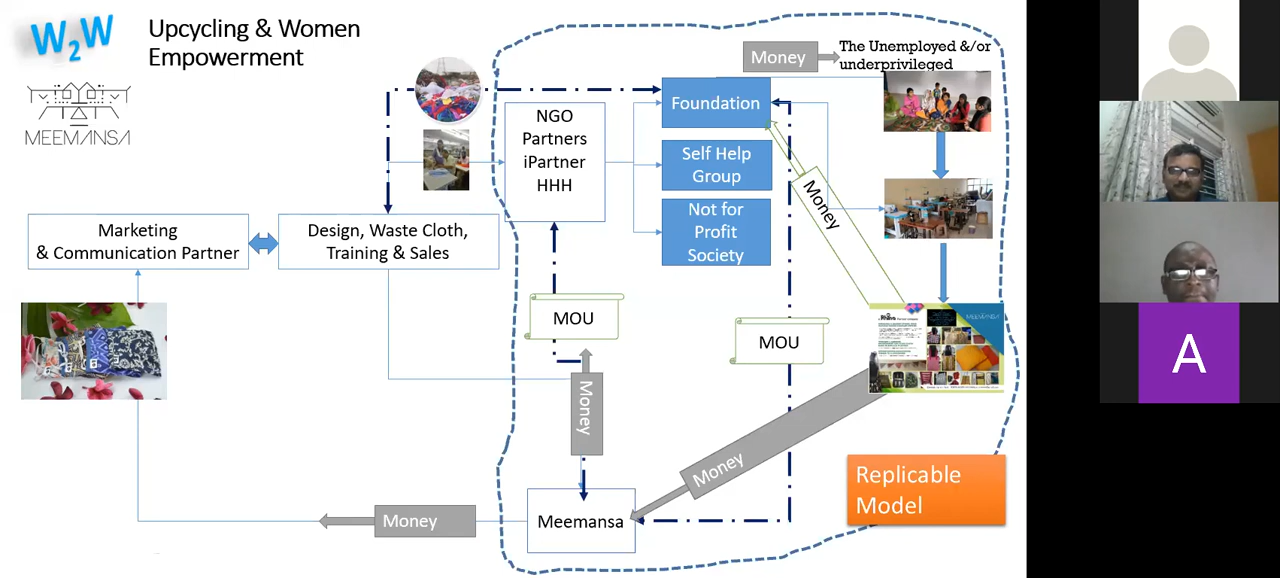 W2W
Upcycling & Women
Empowerment
MEEMANSA
Money
The Unemployed &/or
underprivileged
NGO
Partners
iPartner
HHH
Foundation
Self Help
Group
Not for
Profit
Society
Money
Marketing
& Communication Partner
Design, Waste Cloth,
Training & Sales
MOU
MOU
MEEMANSA
Money
Money
Replicable
Model
Money
Meemansa
A